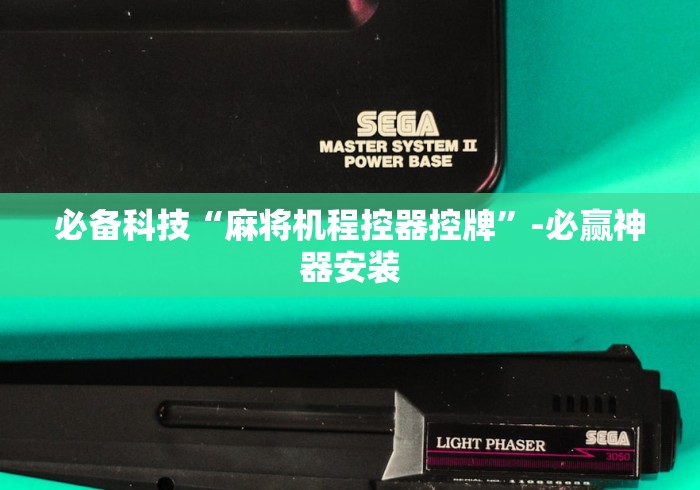 SEGA
MASTER SYSTEM II
POWER BASE
必备科技“麻将机程控器控牌”-必赢神
器安装
LIGHT PHASER
SEGA
3050